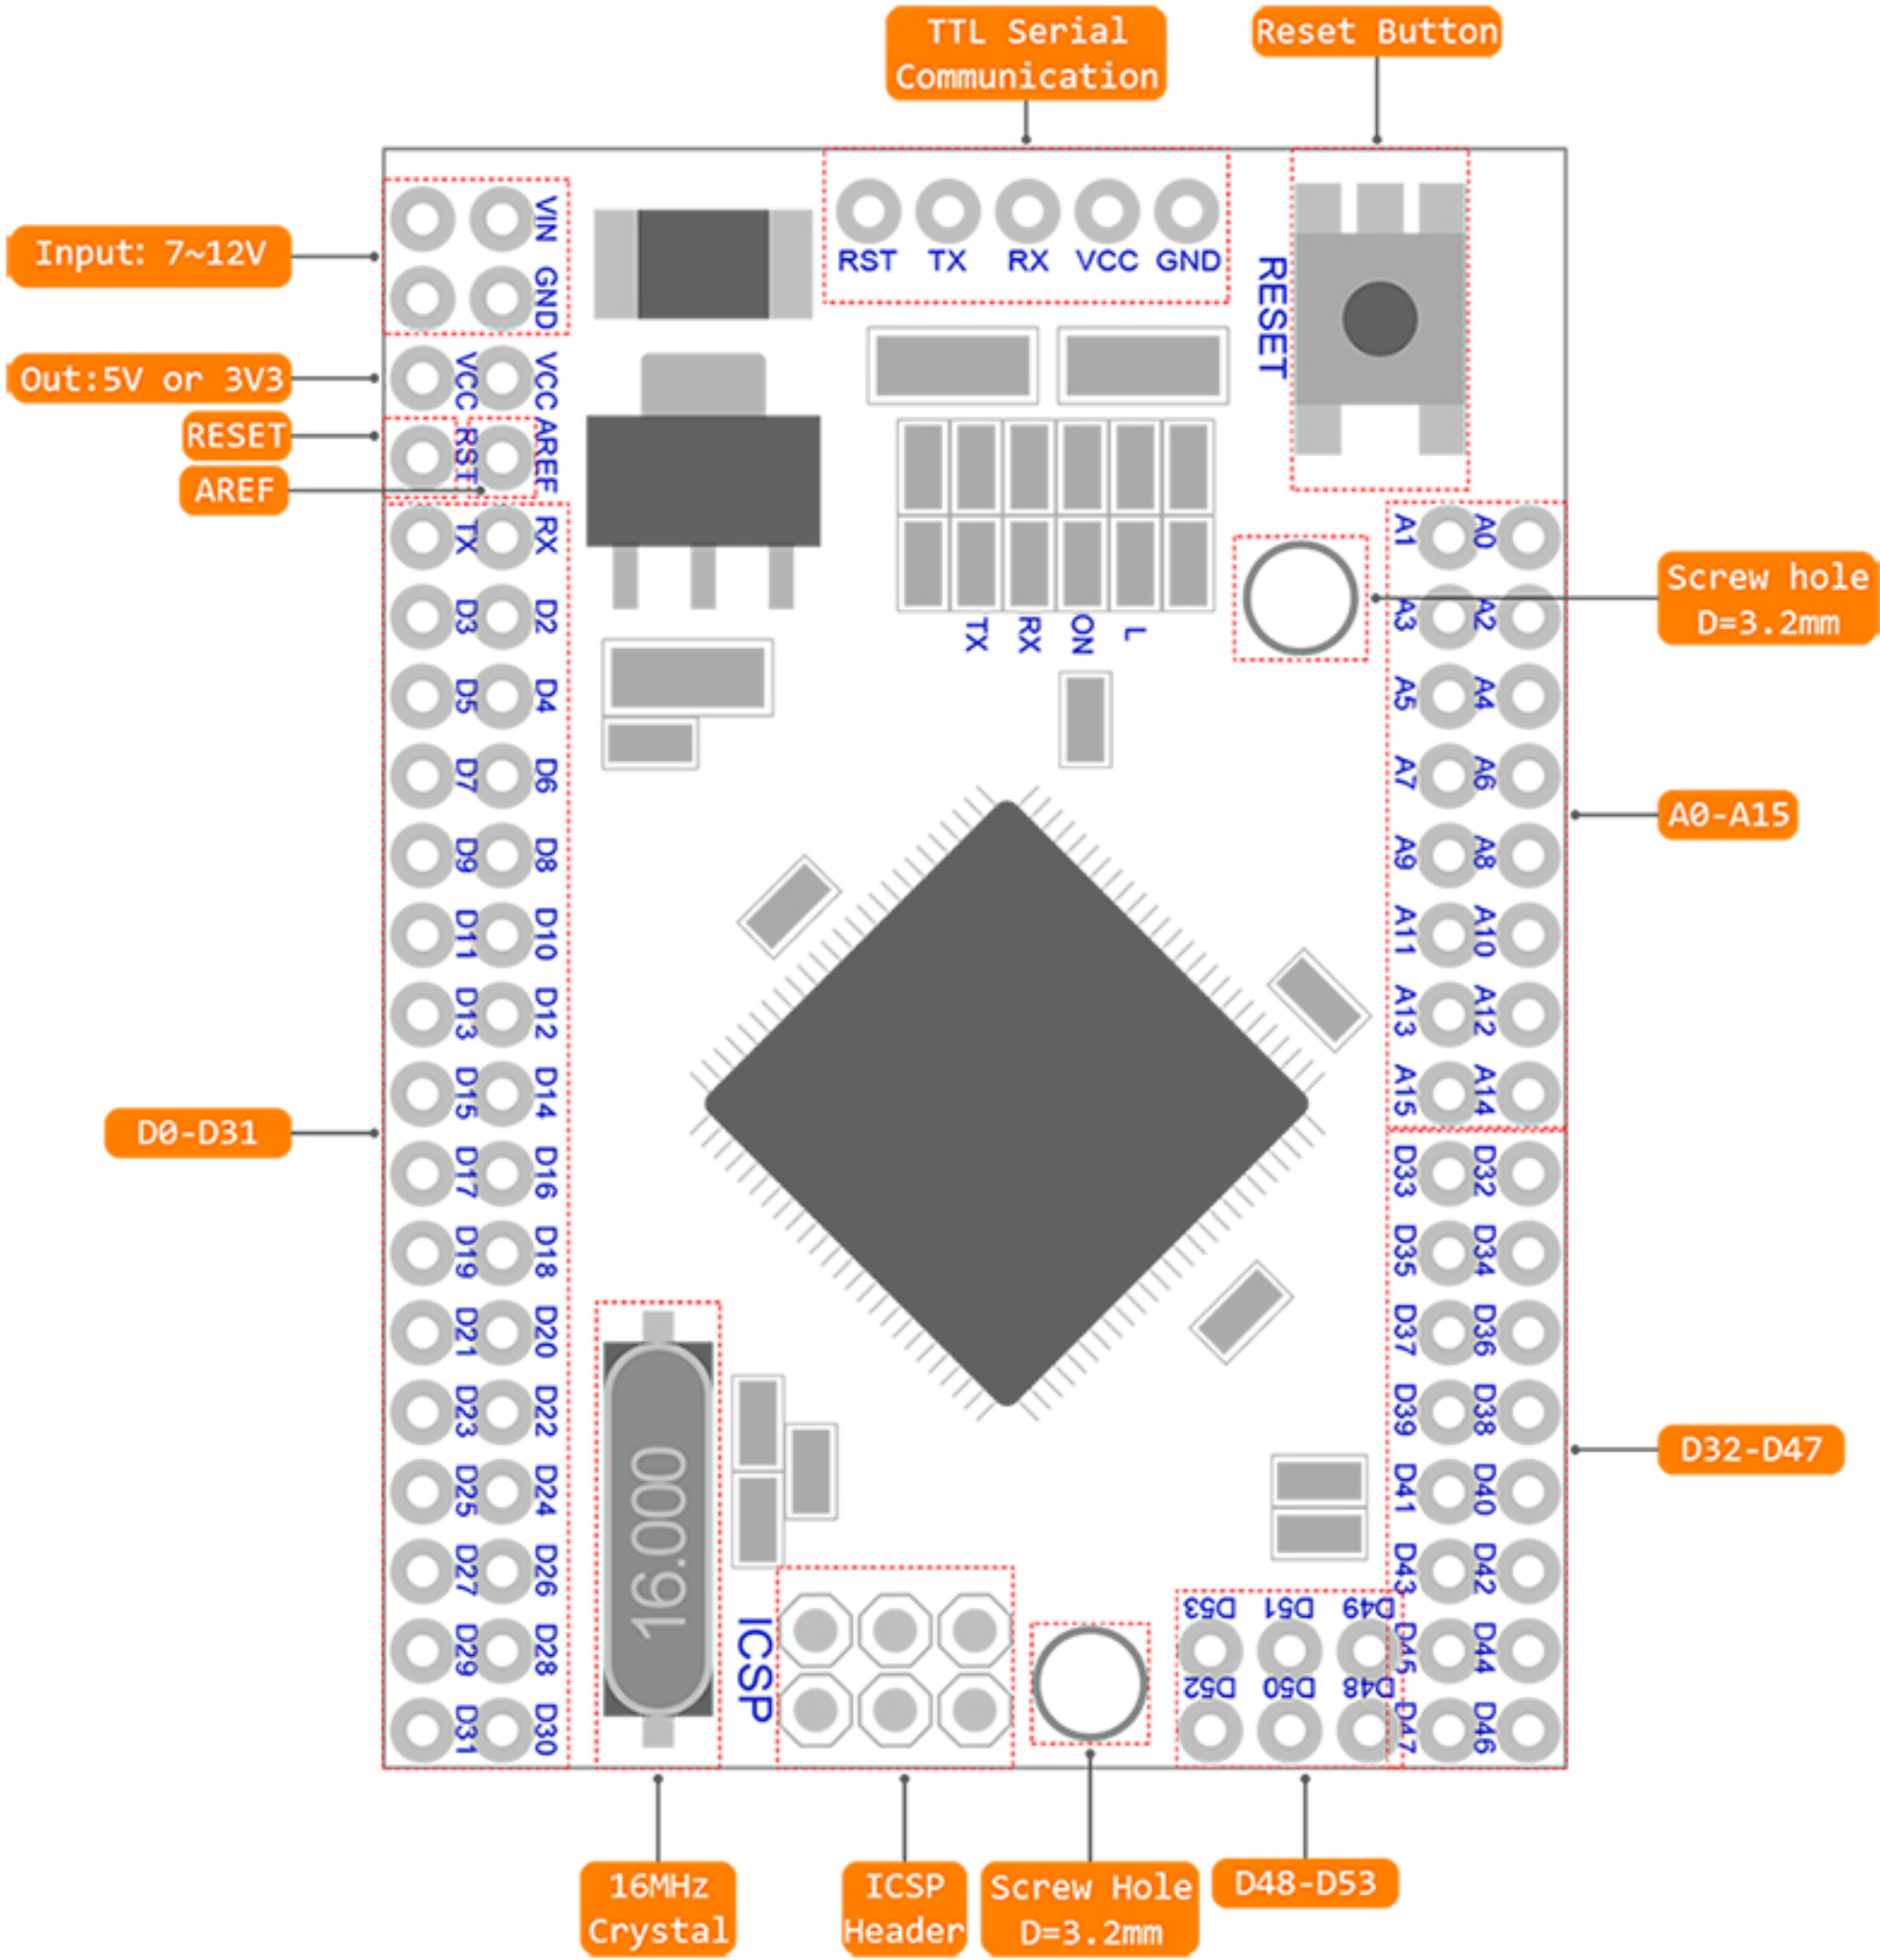 TTL Serial
Communication
Reset Button
Input: 7~12V
Out:5V or 3V3
RESET
AREF
D0-D31
Screw hole
D=3.2mm
A0-A15
D32-D47
16MHz
Crystal
ICSP
Header
Screw Hole
D=3.2mm
D48-D53
VIN
GND
VCC VCC
RST AREF
TX RX
D3 D2
D5 D4
D7 D6
D9 D8
D11 D10
D13 D12
D15 D14
D17 D16
D19 D18
D21 D20
D23 D22
D25 D24
D27 D26
D29 D28
D31 D30
RST TX RX VCC GND
RESET
TX RX ON L
A1 A0
A3 A2
A5 A4
A7 A6
A9 A8
A11 A10
A13 A12
A15 A14
D33 D32
D35 D34
D37 D36
D39 D38
D41 D40
D43 D42
D45 D44
D47 D46
16.000
ICSP
D53 D51 D49
D52 D50 D48